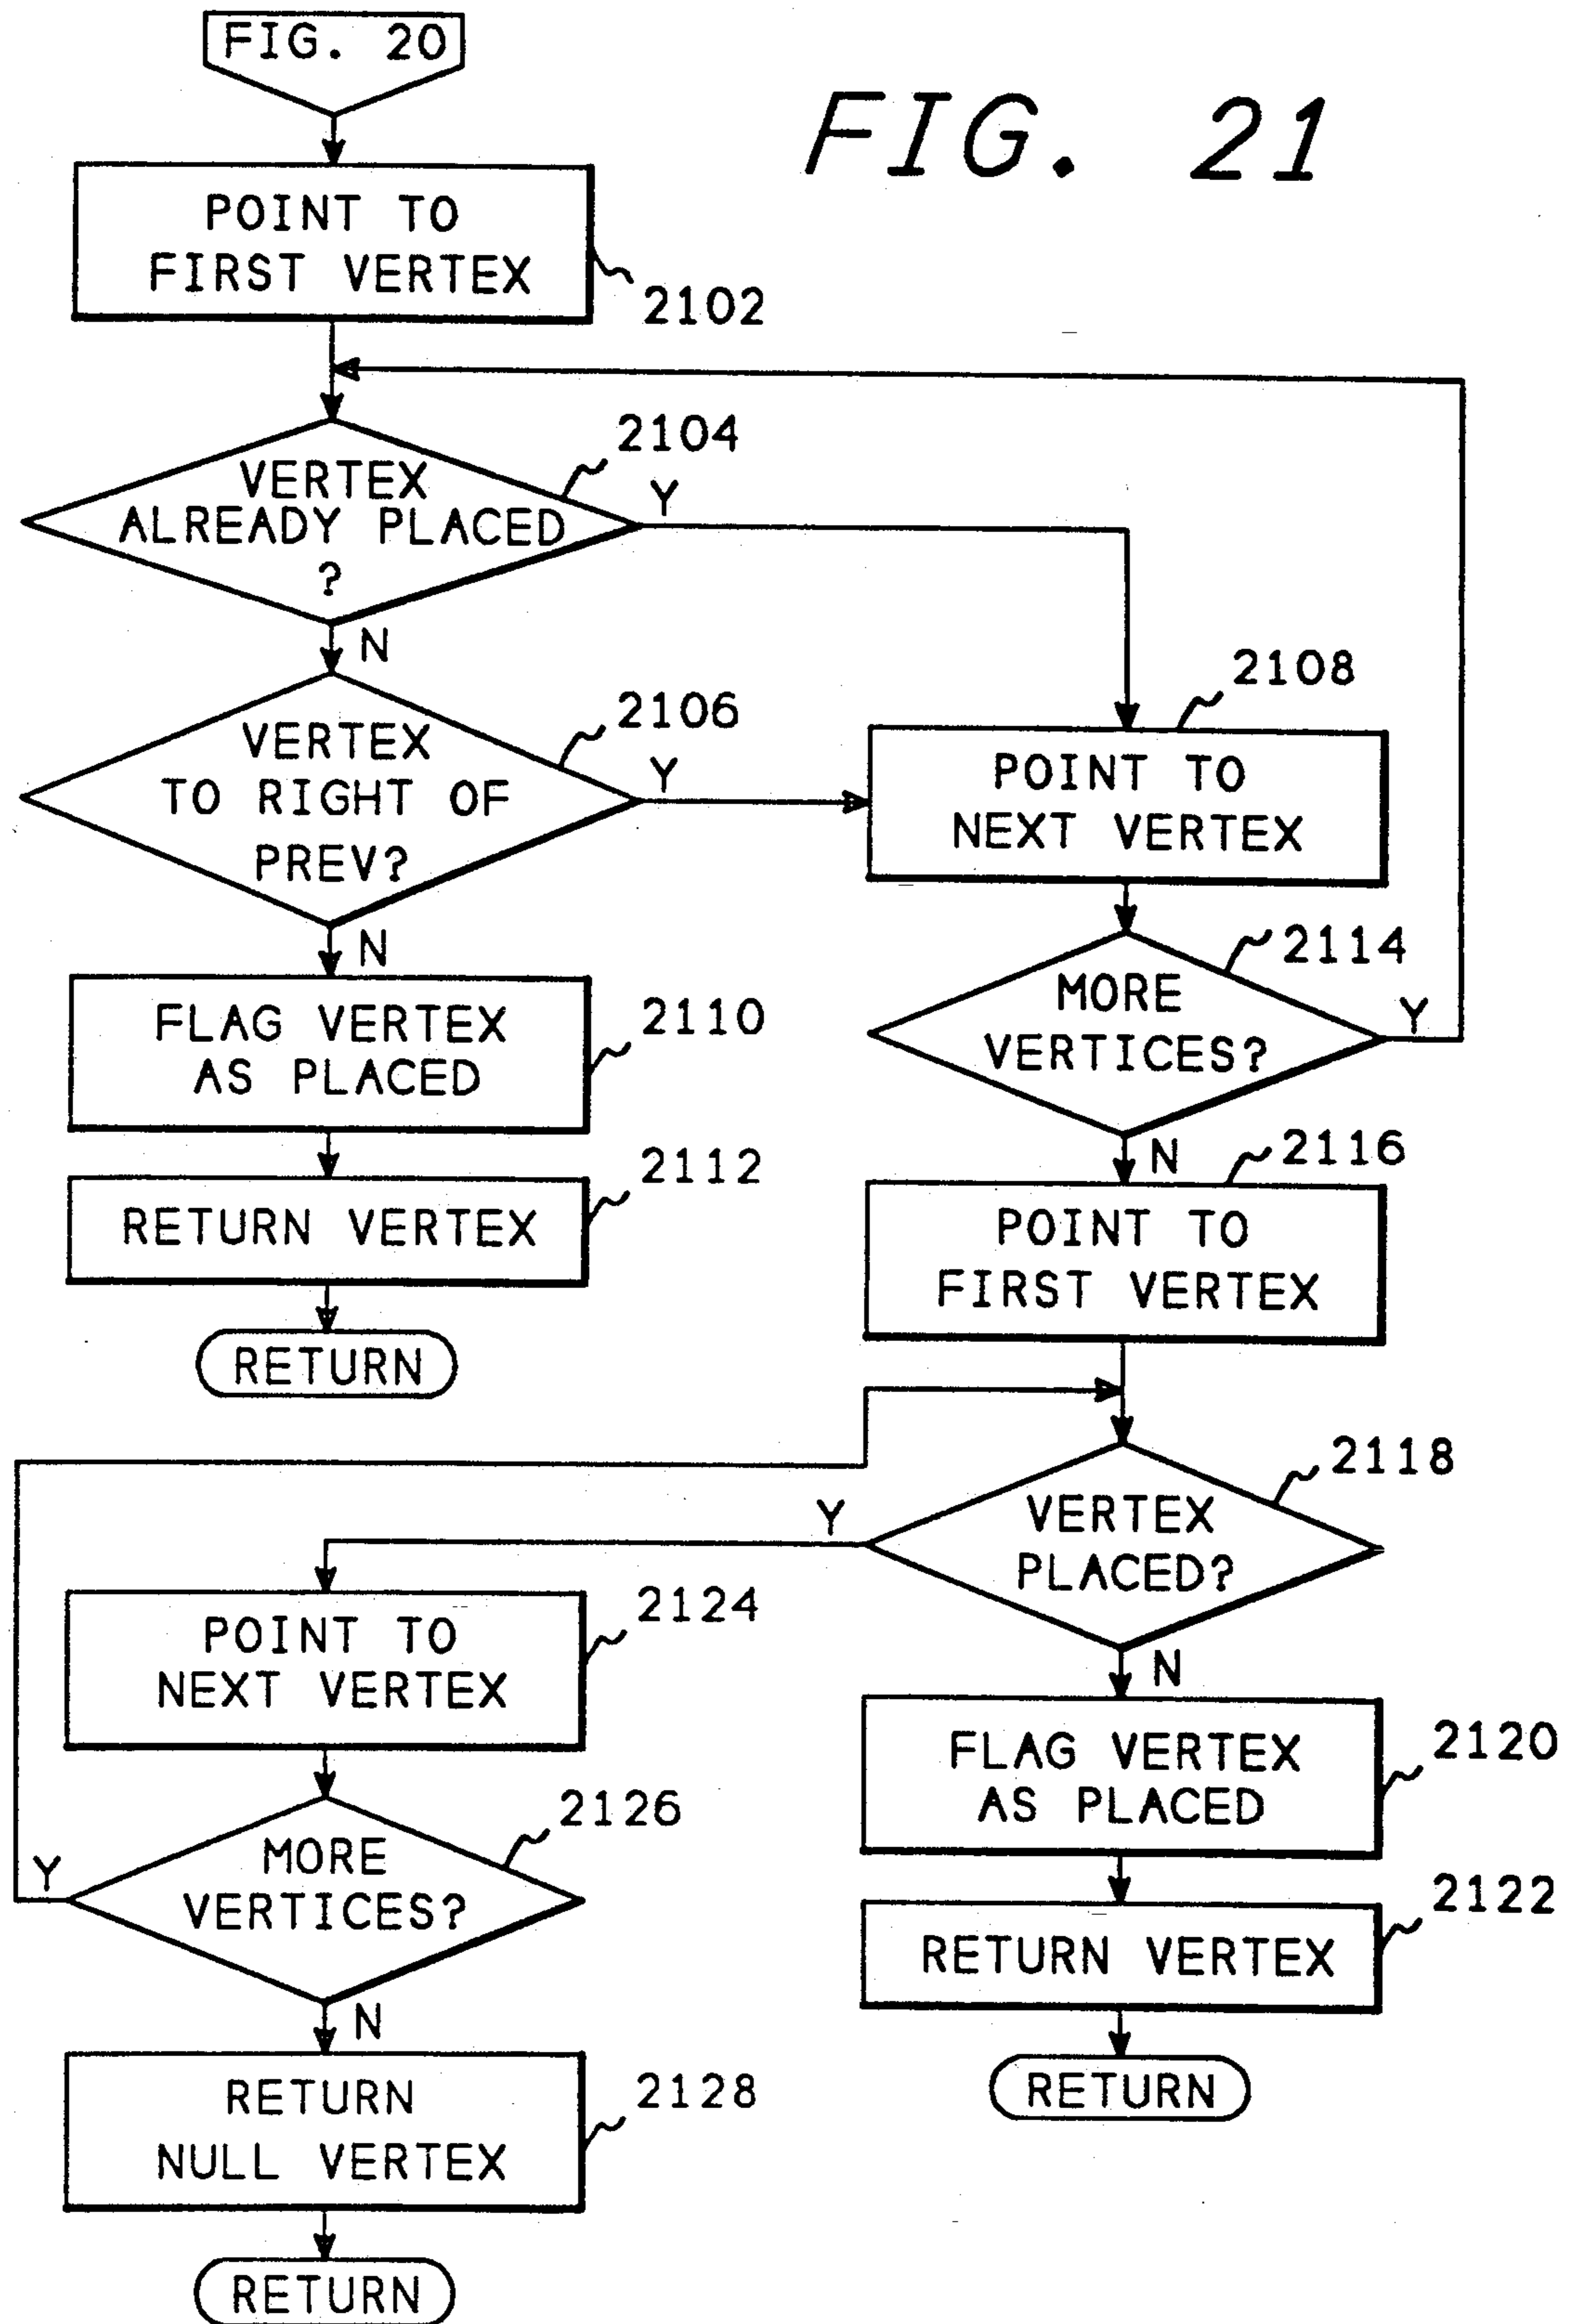 FIG. 20
FIG. 21
POINT TO
FIRST VERTEX
2102
2104
VERTEX
ALREADY PLACED
?
Y
N
2106
VERTEX
TO RIGHT OF
PREV?
Y
N
2108
POINT TO
NEXT VERTEX
2110
FLAG VERTEX
AS PLACED
2112
RETURN VERTEX
RETURN
2114
MORE
VERTICES?
Y
N
2116
POINT TO
FIRST VERTEX
2118
VERTEX
PLACED?
Y
N
2120
FLAG VERTEX
AS PLACED
2122
RETURN VERTEX
RETURN
2124
POINT TO
NEXT VERTEX
2126
MORE
VERTICES?
Y
N
2128
RETURN
NULL VERTEX
RETURN